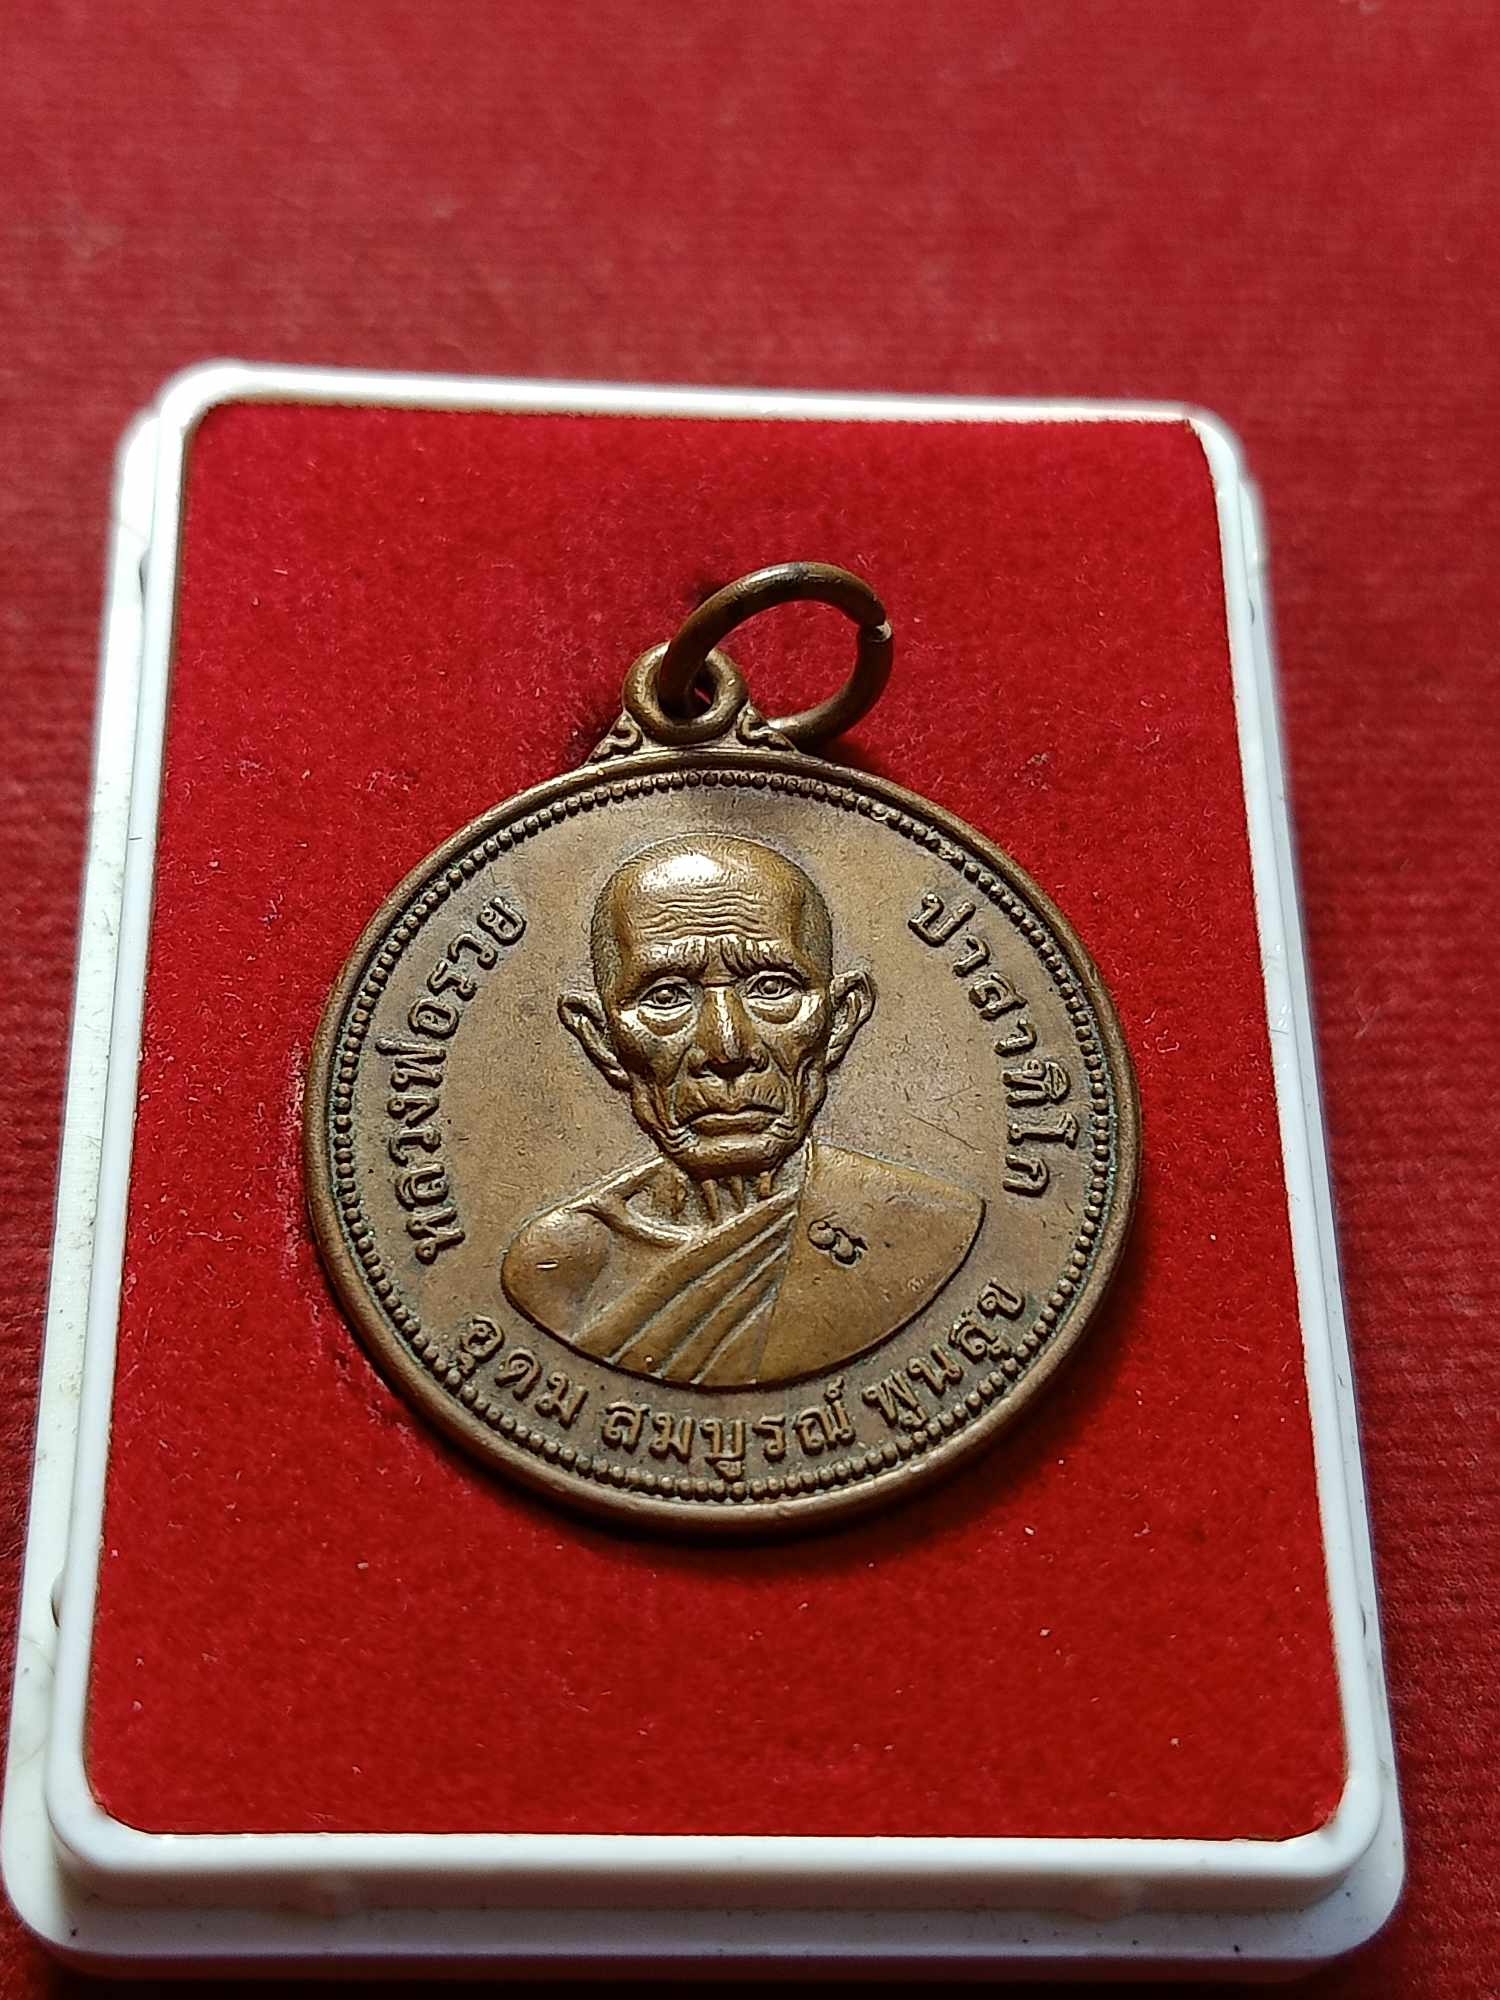 หลวงพ่อรวย ปาสาทิโก
อุดม สมบูรณ์ พูนสุข